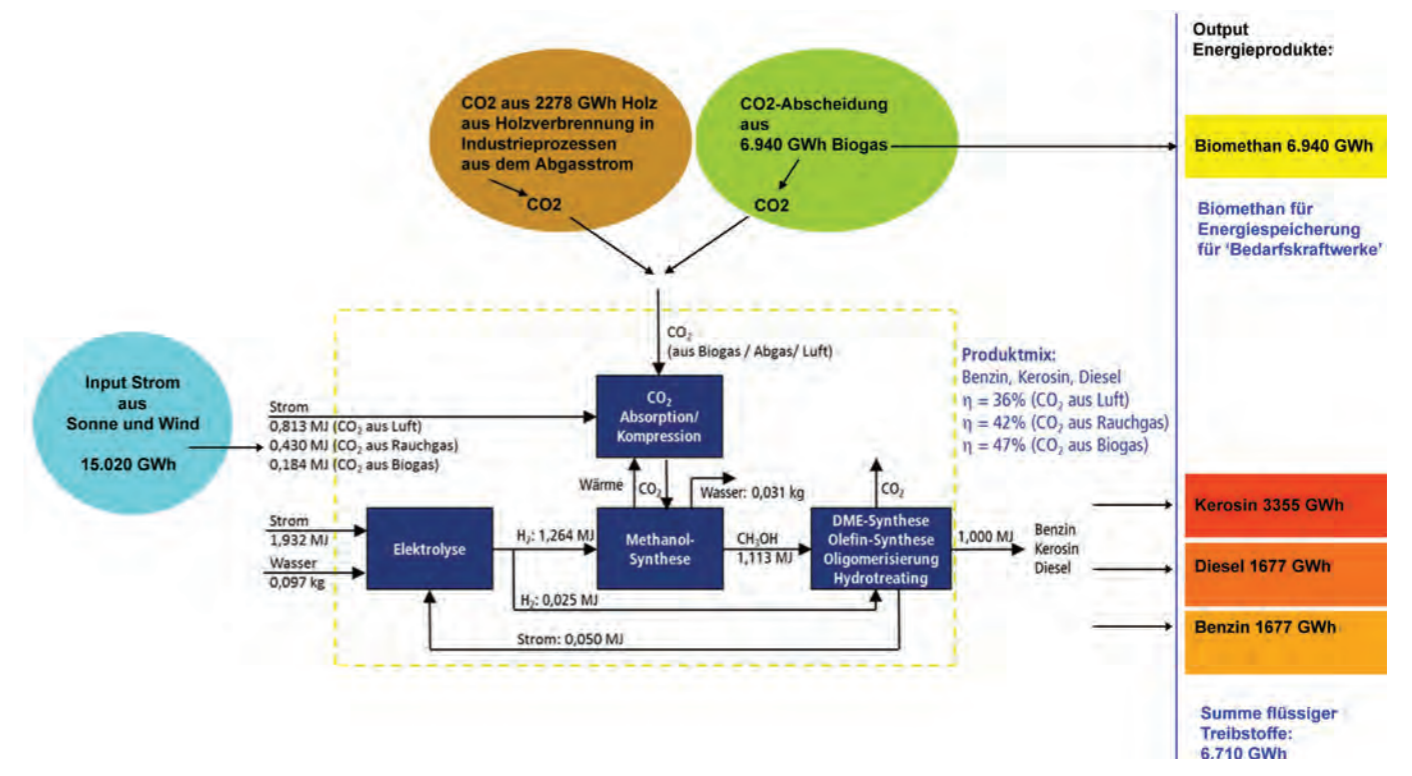 Output
Energieprodukte:
CO2 aus 2278 GWh Holz
aus Holzverbrennung in
Industrieprozessen
aus dem Abgasstrom
CO2
CO2-Abscheidung
aus
6.940 GWh Biogas
CO2
Biomethan 6.940 GWh
Biomethan für
Energiespeicherung
für ‘Bedarfskraftwerke’
CO₂
(aus Biogas / Abgas/ Luft)
Input Strom
aus
Sonne und Wind
15.020 GWh
Strom
0,813 MJ (CO₂ aus Luft)
0,430 MJ (CO₂ aus Rauchgas)
0,184 MJ (CO₂ aus Biogas)
CO₂
Absorption/
Kompression
Produktmix:
Benzin, Kerosin, Diesel
η = 36% (CO₂ aus Luft)
η = 42% (CO₂ aus Rauchgas)
η = 47% (CO₂ aus Biogas)
Wärme
CO₂
Wasser: 0,031 kg
CO₂
Strom
1,932 MJ
Wasser
0,097 kg
Elektrolyse
H₂: 1,264 MJ
Methanol-
Synthese
CH₃OH
1,113 MJ
DME-Synthese
Olefin-Synthese
Oligomerisierung
Hydrotreating
1,000 MJ
Benzin
Kerosin
Diesel
H₂: 0,025 MJ
Strom: 0,050 MJ
Kerosin 3355 GWh
Diesel 1677 GWh
Benzin 1677 GWh
Summe flüssiger
Treibstoffe:
6.710 GWh